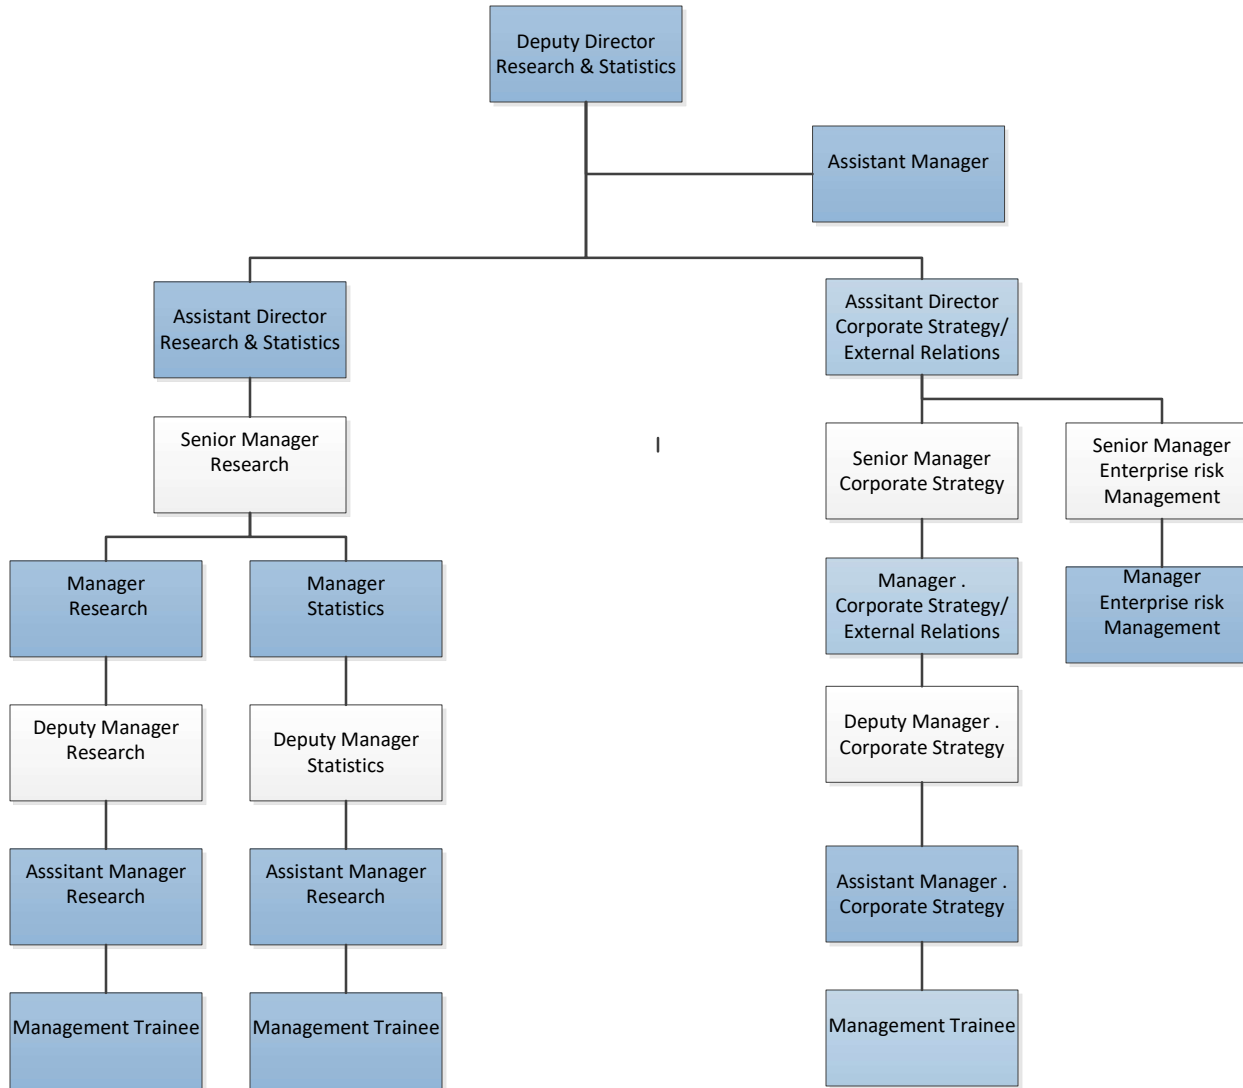 Deputy Director
Research & Statistics
Assistant Manager
Assistant Director
Research & Statistics
Asssitant Director
Corporate Strategy/
External Relations
Senior Manager
Research
Senior Manager
Corporate Strategy
Senior Manager
Enterprise risk
Management
Manager
Research
Manager
Statistics
Manager .
Corporate Strategy/
External Relations
Manager
Enterprise risk
Management
Deputy Manager
Research
Deputy Manager
Statistics
Deputy Manager .
Corporate Strategy
Asssitant Manager
Research
Assistant Manager
Research
Assistant Manager .
Corporate Strategy
Management Trainee
Management Trainee
Management Trainee